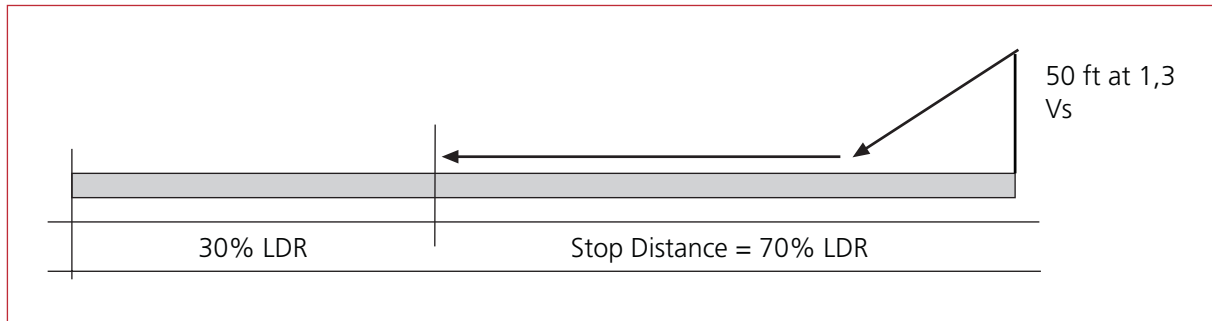 50 ft at 1,3
Vs
30% LDR
Stop Distance = 70% LDR